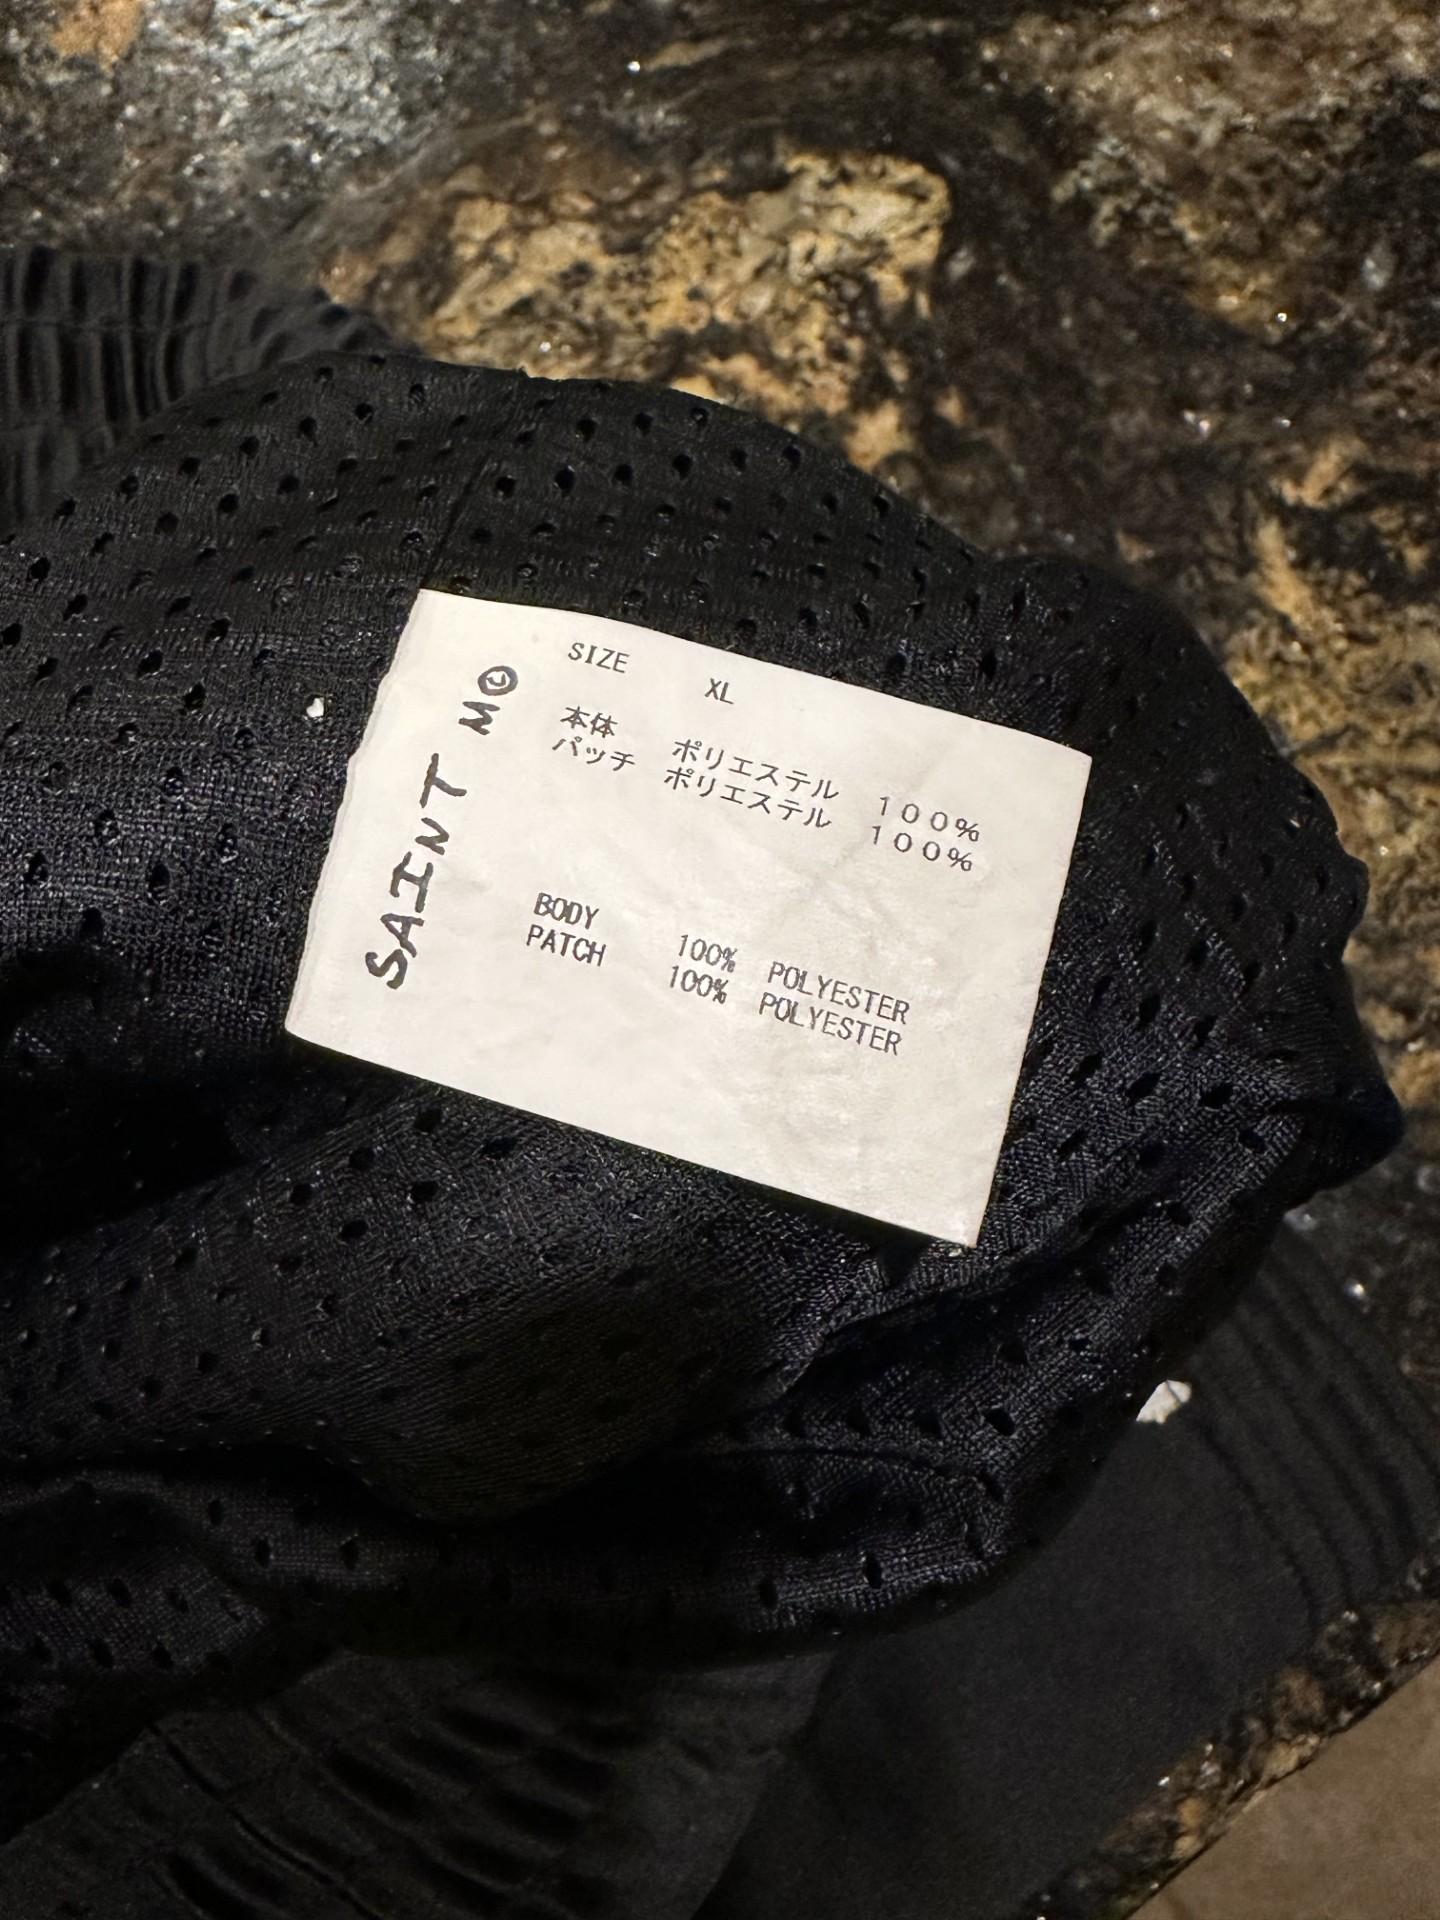 SAINT M©
SIZE XL
本体 ポリエステル 100%
パッチ ポリエステル 100%
BODY 100% POLYESTER
PATCH 100% POLYESTER